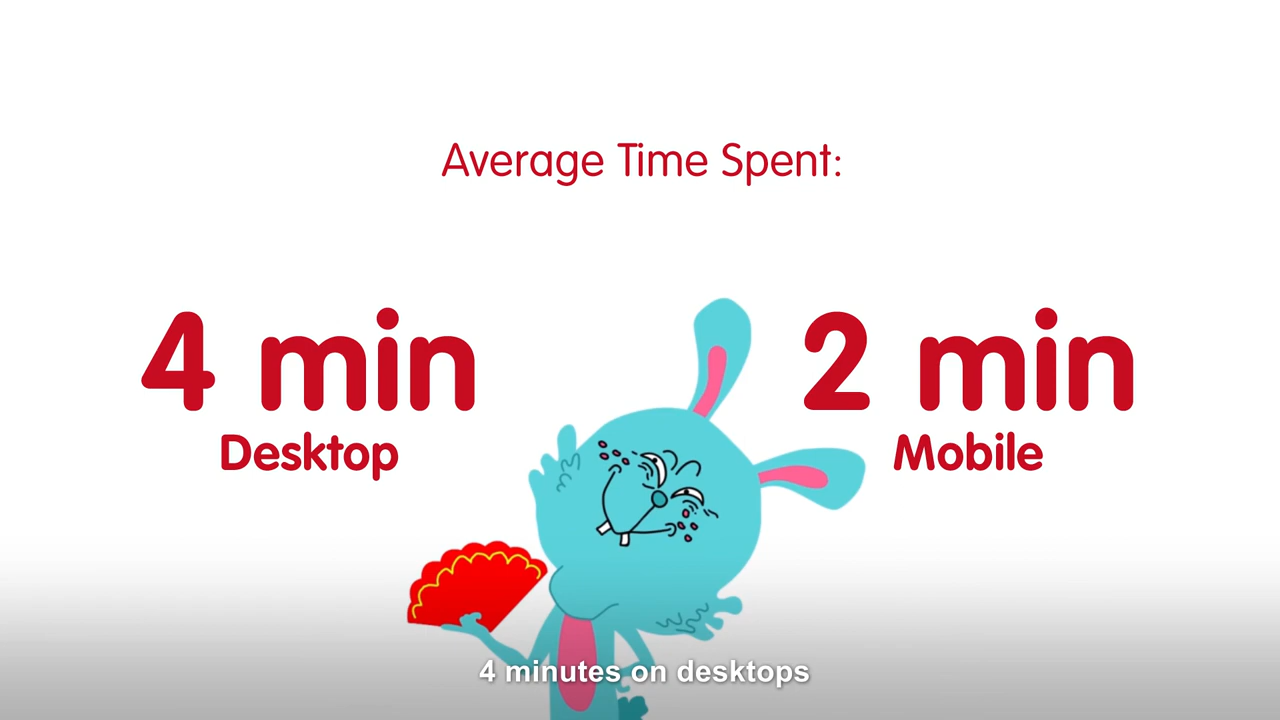 Average Time Spent:
4 min
Desktop
2 min
Mobile
4 minutes on desktops